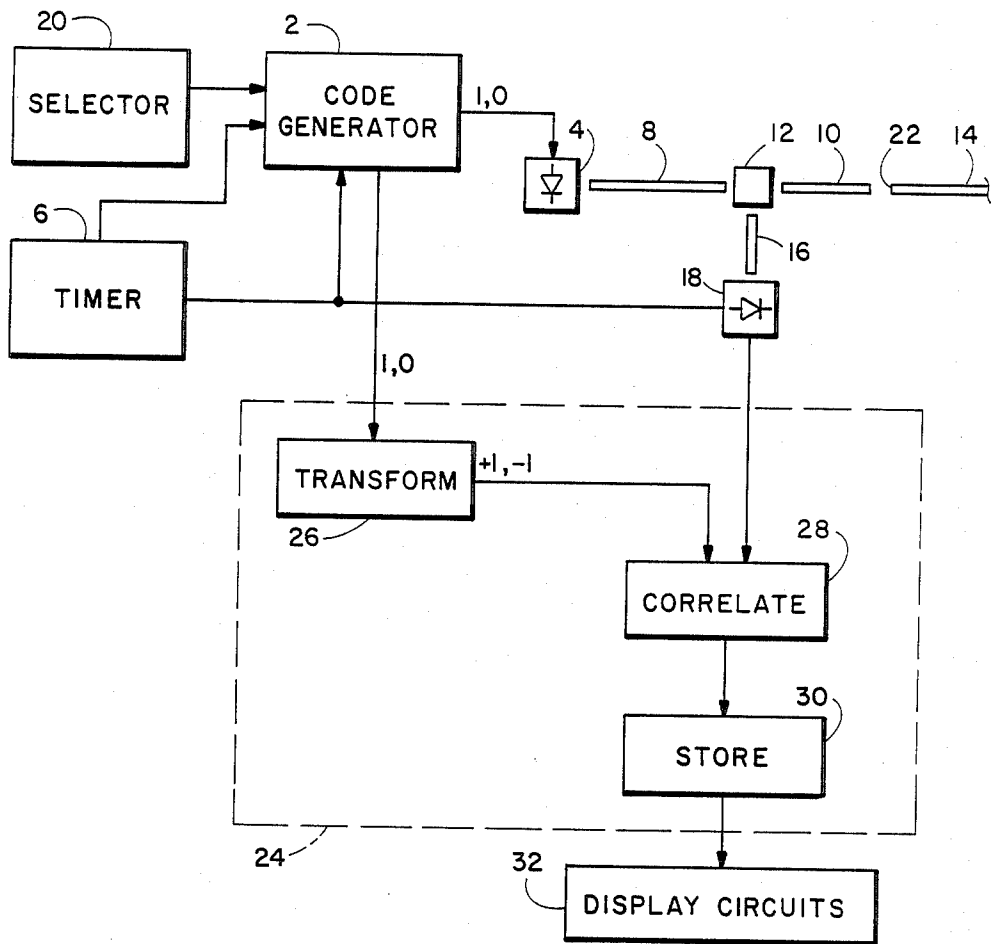 20
2
SELECTOR
CODE
GENERATOR
1,0
4
8
12
10
22
14
6
TIMER
16
18
1,0
TRANSFORM
+1,-1
26
28
CORRELATE
30
STORE
24
32
DISPLAY CIRCUITS